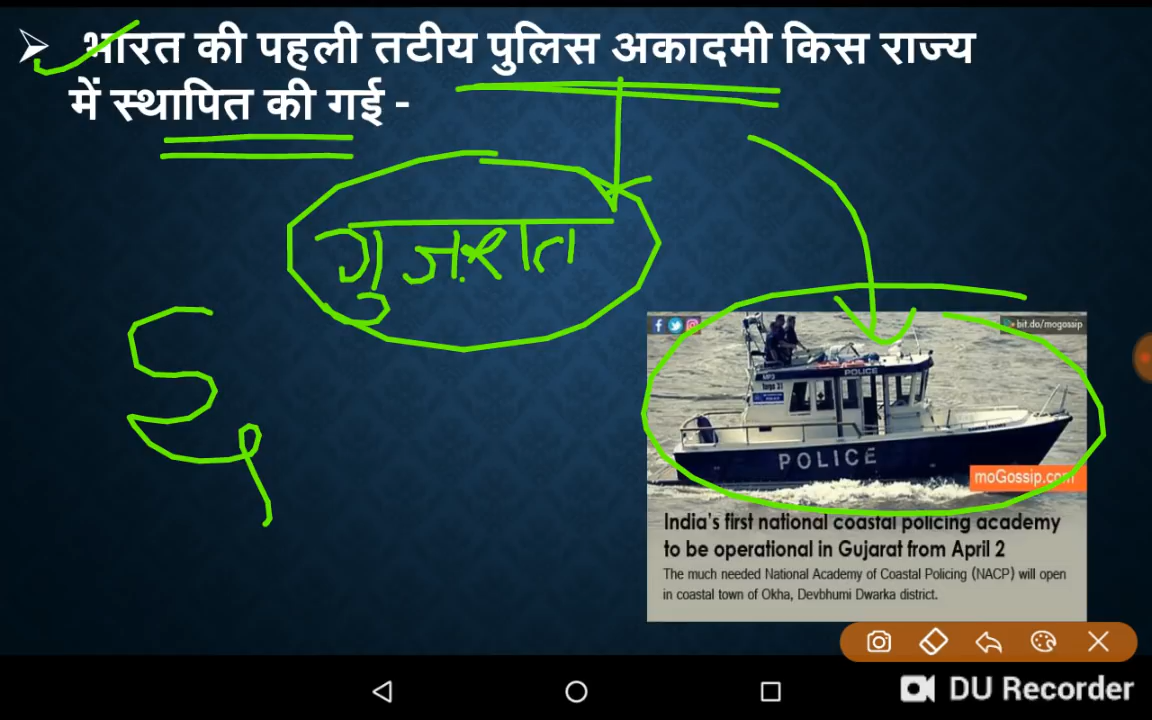 भारत की पहली तटीय पुलिस अकादमी किस राज्य
में स्थापित की गई -
गुजरात
bit.do/mogossip
POLICE
POLICE
moGossip.com
India's first national coastal policing academy
to be operational in Gujarat from April 2
The much needed National Academy of Coastal Policing (NACP) will open
in coastal town of Okha, Devbhumi Dwarka district.
DU Recorder